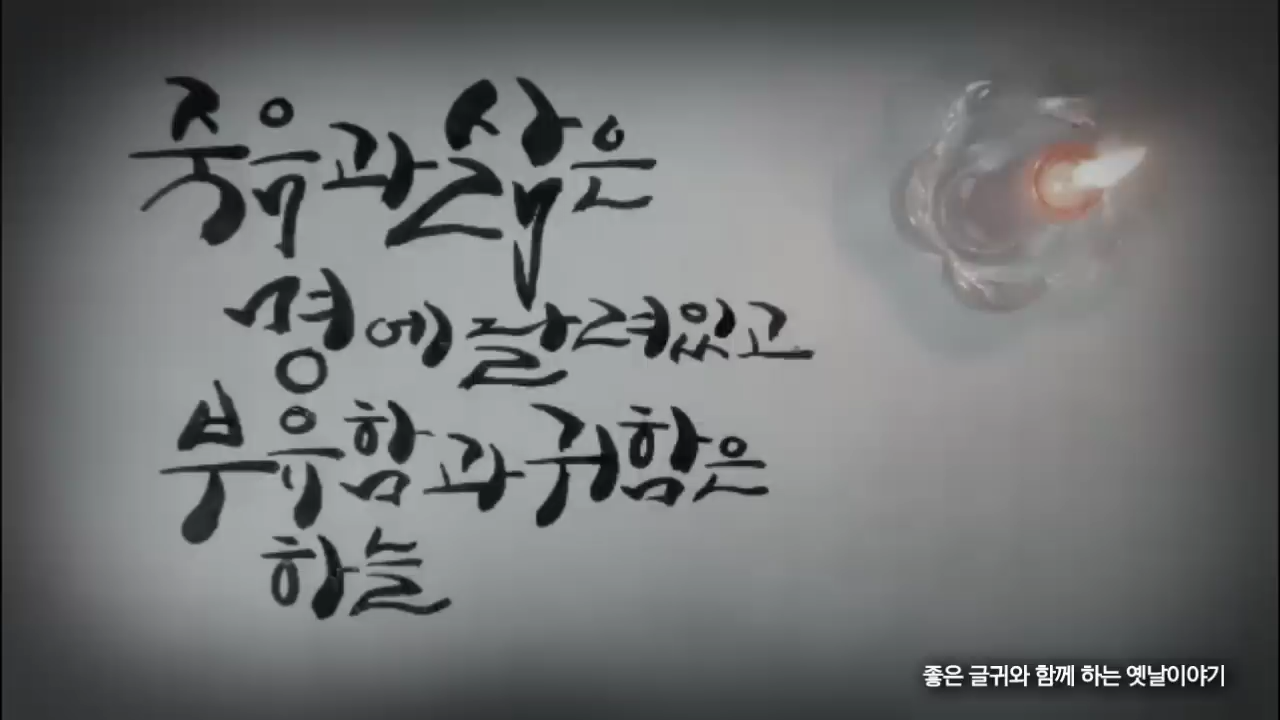 죽음과 삶은
명에 달려있고
부유함과 귀함은
하늘
좋은 글귀와 함께 하는 옛날이야기